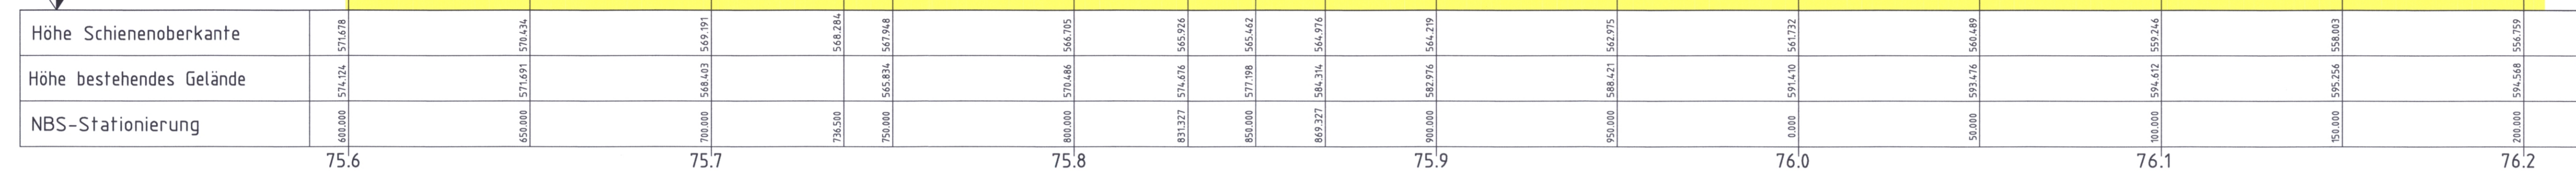 Höhe Schienenoberkante 571.678 570.434 569.191 568.284 567.948 566.705 565.926 565.462 564.976 564.219 562.975 561.732 560.489 559.246 558.003 556.759
Höhe bestehendes Gelände 574.124 571.691 568.403 565.834 570.486 574.676 577.198 584.314 582.976 588.421 591.410 593.476 594.612 595.256 594.568
NBS-Stationierung 600.000 650.000 700.000 736.500 750.000 800.000 831.327 850.000 869.327 900.000 950.000 0.000 50.000 100.000 150.000 200.000
75.6 75.7 75.8 75.9 76.0 76.1 76.2